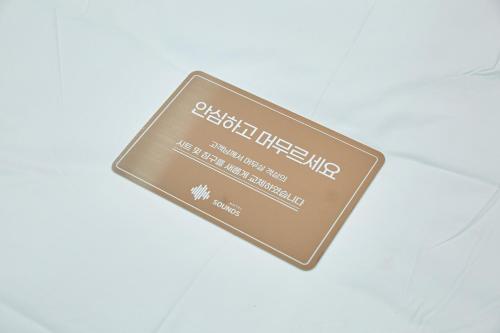 안심하고 머무르세요
고객님께서 머무실 객실의
시트 및 침구를 새롭게 교체하였습니다
SOUNDS